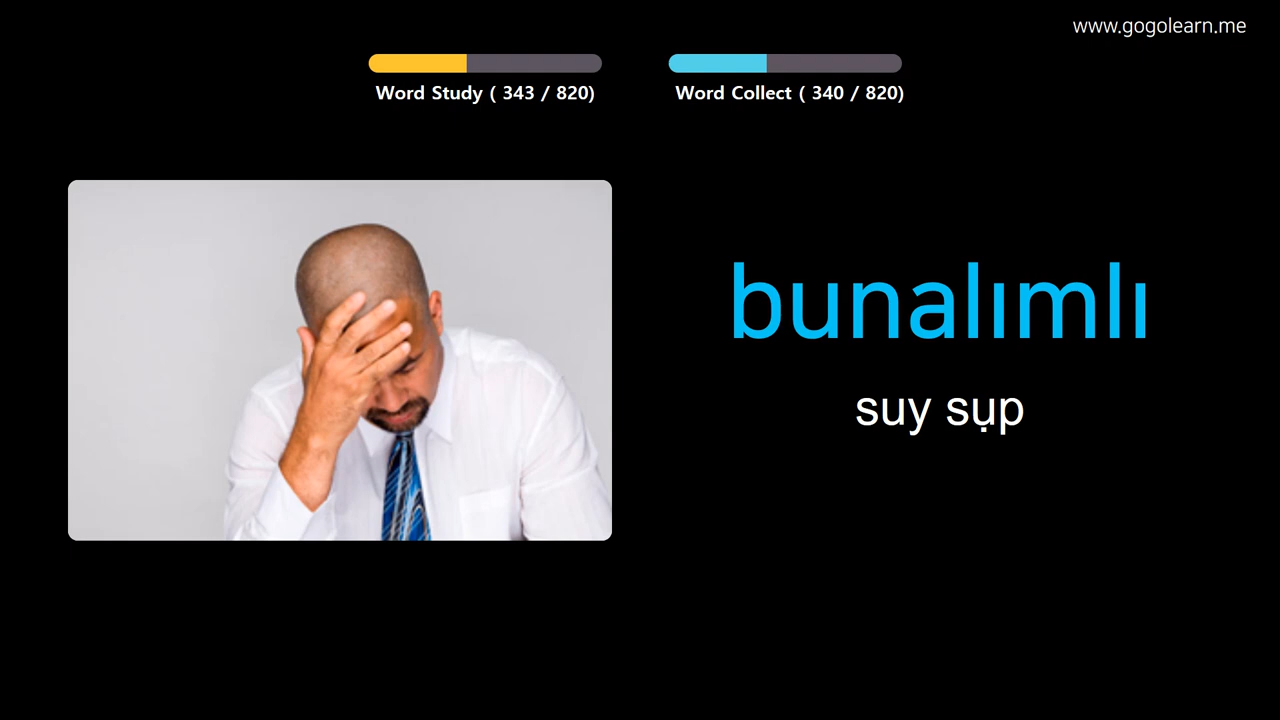 www.gogolearn.me
Word Study ( 343 / 820)
Word Collect ( 340 / 820)
bunalımlı
suy sụp